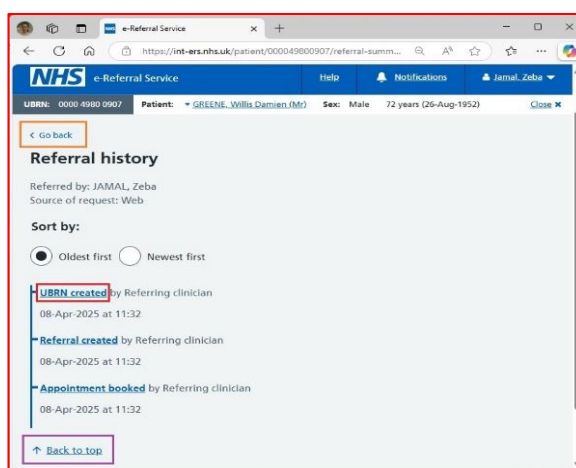 e-Referral Service
https://int-ers.nhs.uk/patient/000049800907/referral-summ...
NHS e-Referral Service Help Notifications Jamal, Zeba
UBRN: 0000 4980 0907 Patient: GREENE, Willis Damien (Mr) Sex: Male 72 years (26-Aug-1952) Close
Go back
Referral history
Referred by: JAMAL, Zeba
Source of request: Web
Sort by:
Oldest first Newest first
UBRN created by Referring clinician
08-Apr-2025 at 11:32
Referral created by Referring clinician
08-Apr-2025 at 11:32
Appointment booked by Referring clinician
08-Apr-2025 at 11:32
Back to top